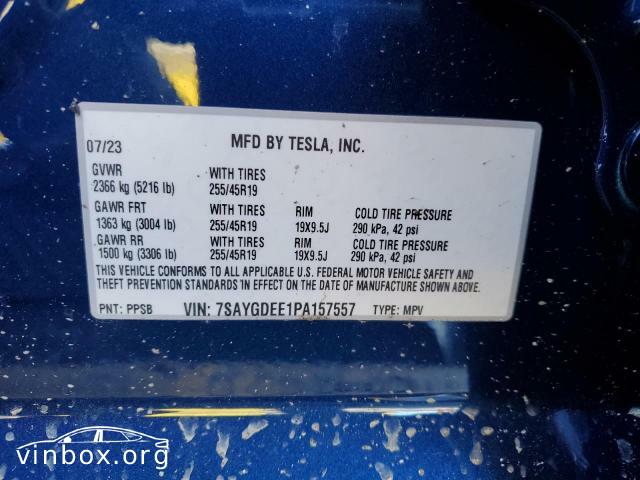 07/23 MFD BY TESLA, INC.
GVWR WITH TIRES
2366 kg (5216 lb) 255/45R19
GAWR FRT WITH TIRES RIM COLD TIRE PRESSURE
1363 kg (3004 lb) 255/45R19 19X9.5J 290 kPa, 42 psi
GAWR RR WITH TIRES RIM COLD TIRE PRESSURE
1500 kg (3306 lb) 255/45R19 19X9.5J 290 kPa, 42 psi
THIS VEHICLE CONFORMS TO ALL APPLICABLE U.S. FEDERAL MOTOR VEHICLE SAFETY AND
THEFT PREVENTION STANDARDS IN EFFECT ON THE DATE OF MANUFACTURE SHOWN ABOVE.
PNT: PPSB VIN: 7SAYGDEE1PA157557 TYPE: MPV
vinbox.org